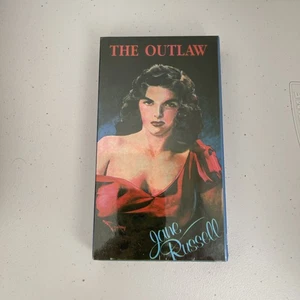 THE OUTLAW
Jane
Russell